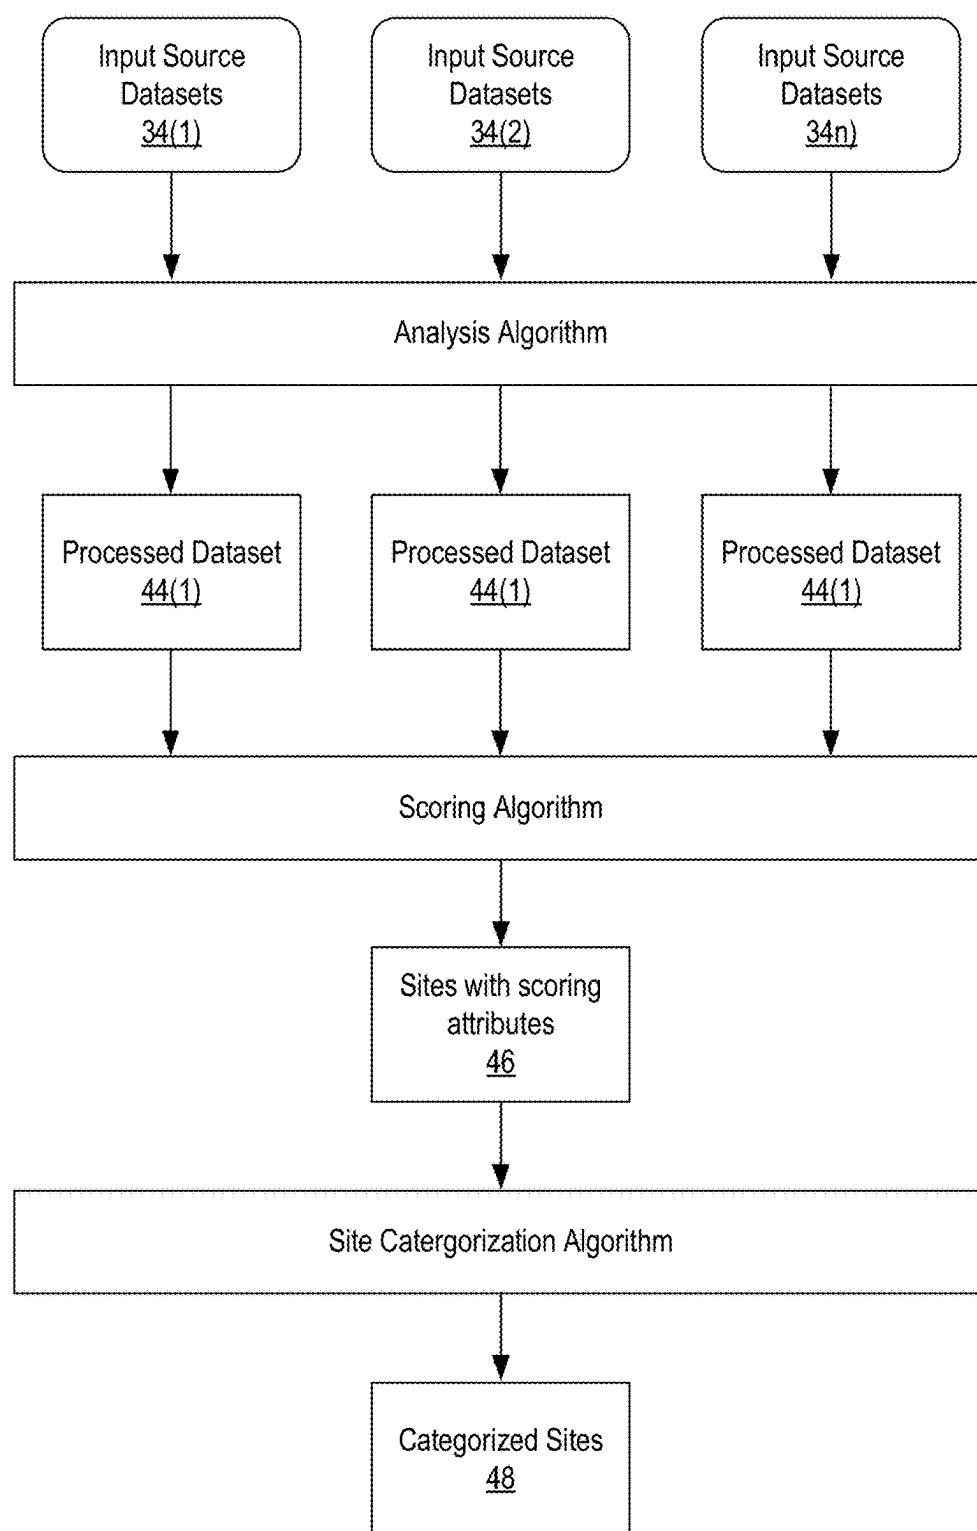 Input Source
Datasets
34(1)
Input Source
Datasets
34(2)
Input Source
Datasets
34n)
Analysis Algorithm
Processed Dataset
44(1)
Processed Dataset
44(1)
Processed Dataset
44(1)
Scoring Algorithm
Sites with scoring
attributes
46
Site Catergorization Algorithm
Categorized Sites
48